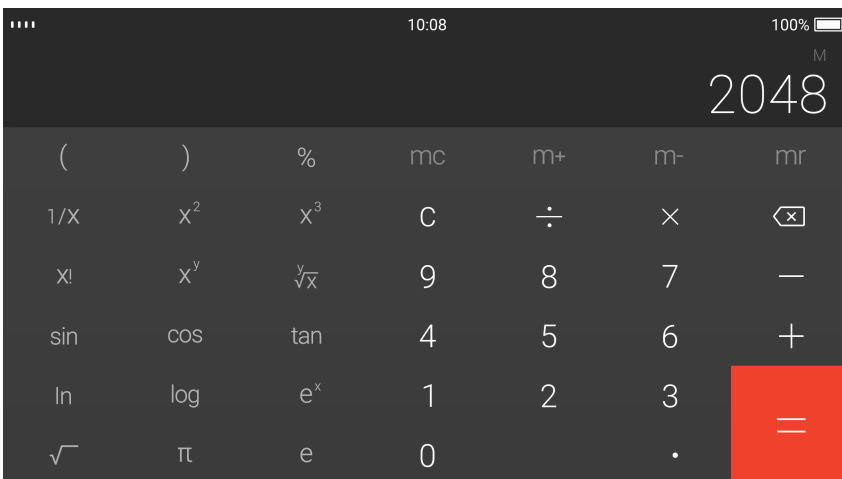 10:08 100%
M
2048
( ) % mc m+ m- mr
1/X X² X³ C ÷ ×
X! Xʸ ʸ√X 9 8 7 −
sin cos tan 4 5 6 +
ln log eˣ 1 2 3 =
√ π e 0 .